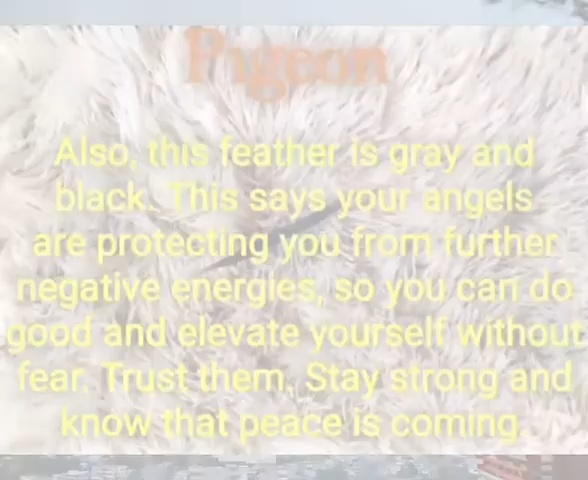 Pigeon
Also, this feather is gray and
black. This says your angels
are protecting you from further
negative energies, so you can do
good and elevate yourself without
fear. Trust them. Stay strong and
know that peace is coming.